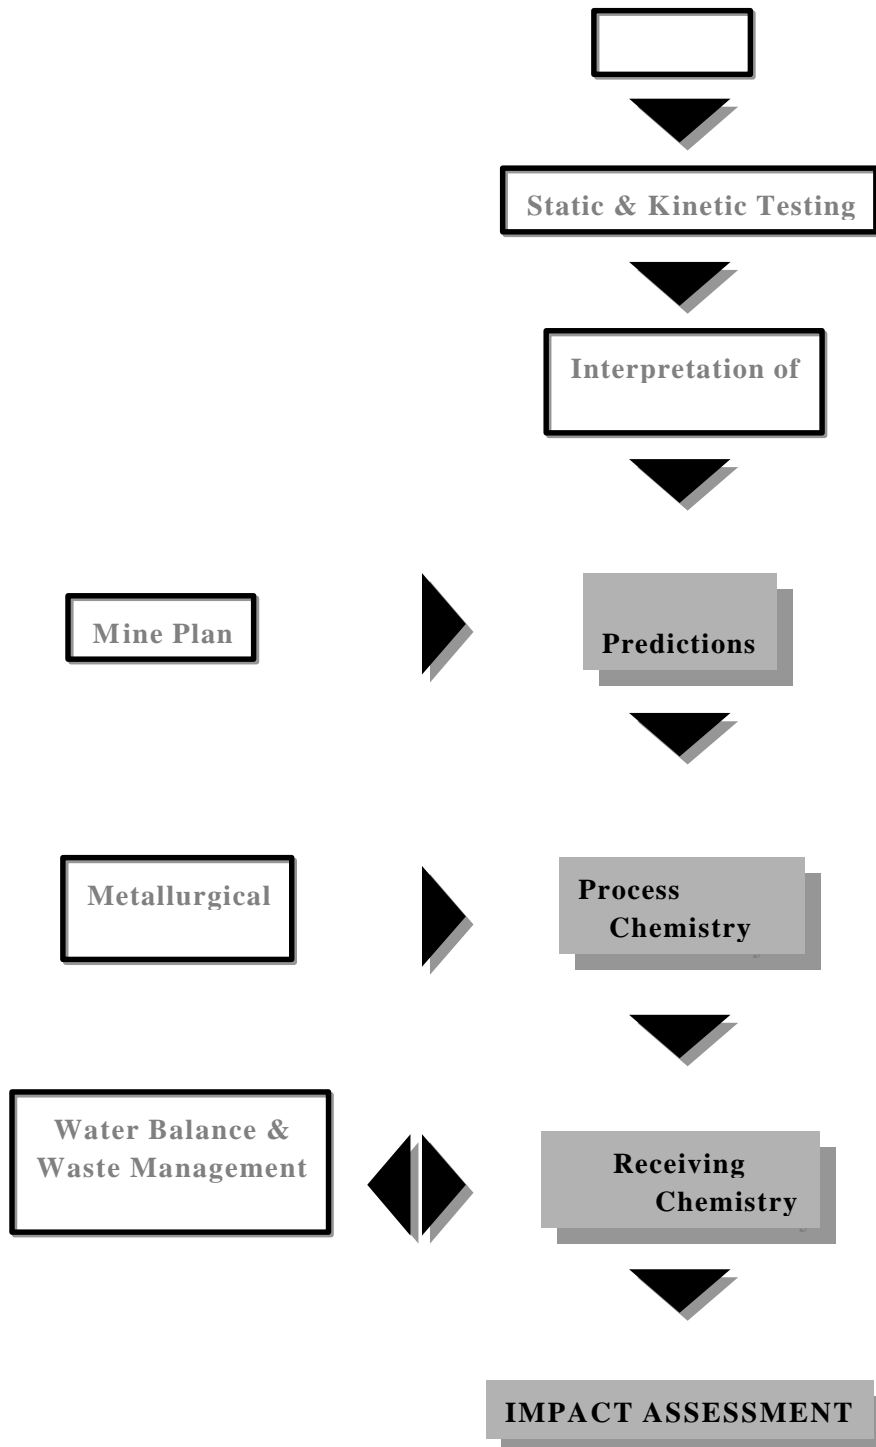 Static & Kinetic Testing
Interpretation of
Mine Plan
Predictions
Metallurgical
Process
Chemistry
Water Balance &
Waste Management
Receiving
Chemistry
IMPACT ASSESSMENT